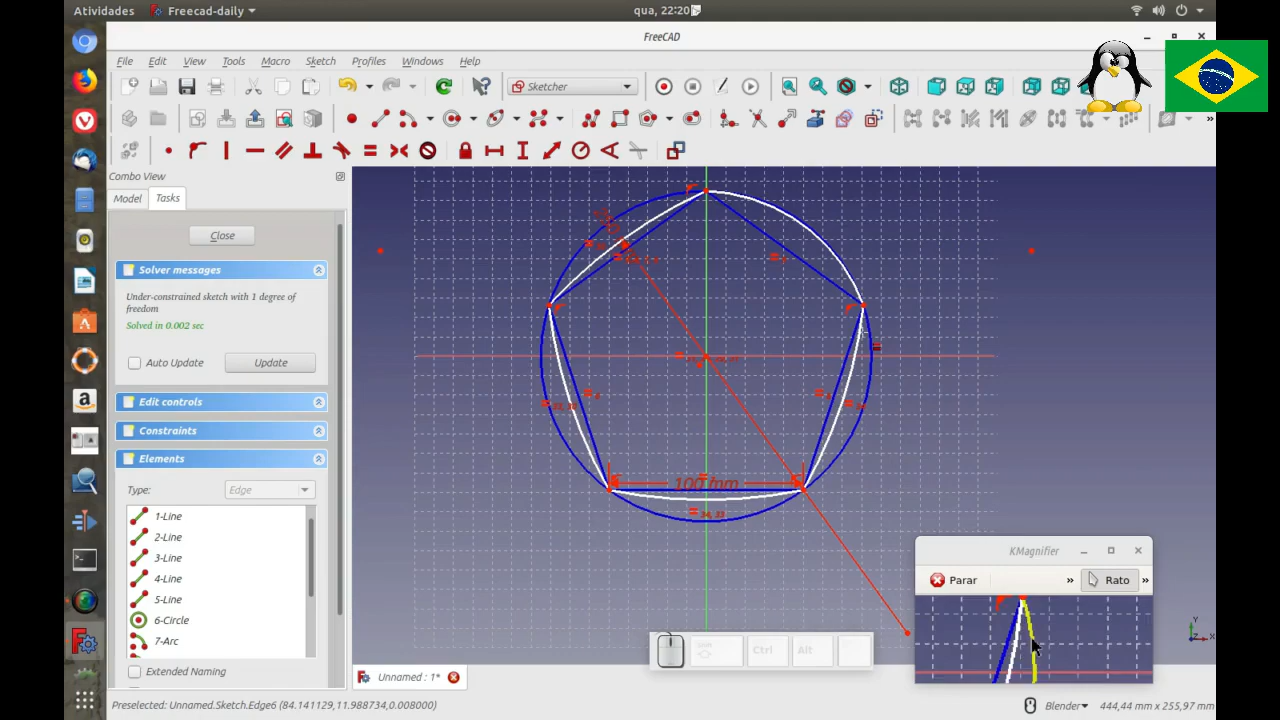 Atividades
Freecad-daily
qua, 22:20
FreeCAD
File Edit View Tools Macro Sketch Profiles Windows Help
Sketcher
Combo View
Model Tasks
Close
Solver messages
Under-constrained sketch with 1 degree of
freedom
Solved in 0.002 sec
Auto Update
Update
Edit controls
Constraints
Elements
Type:
Edge
1-Line
2-Line
3-Line
4-Line
5-Line
6-Circle
7-Arc
Extended Naming
100 mm
KMagnifier
Parar » Rato »
Ctrl Alt
Y
X
Unnamed : 1*
Preselected: Unnamed.Sketch.Edge6 (84.141129,11.988734,0.008000)
Blender
444,44 mm x 255,97 mm